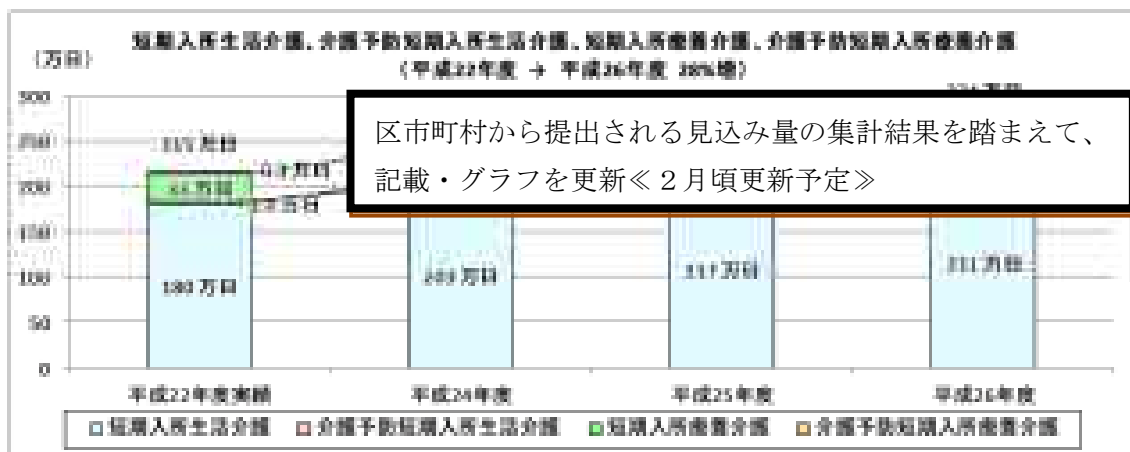 短期入所生活介護、介護予防短期入所生活介護、短期入所療養介護、介護予防短期入所療養介護
(平成22年度 → 平成26年度 28%増)
(万日)
300
250
200
150
100
50
0
区市町村から提出される見込み量の集計結果を踏まえて、
記載・グラフを更新≪２月頃更新予定≫
180万日
平成22年度実績
平成24年度
平成25年度
平成26年度
短期入所生活介護
介護予防短期入所生活介護
短期入所療養介護
介護予防短期入所療養介護